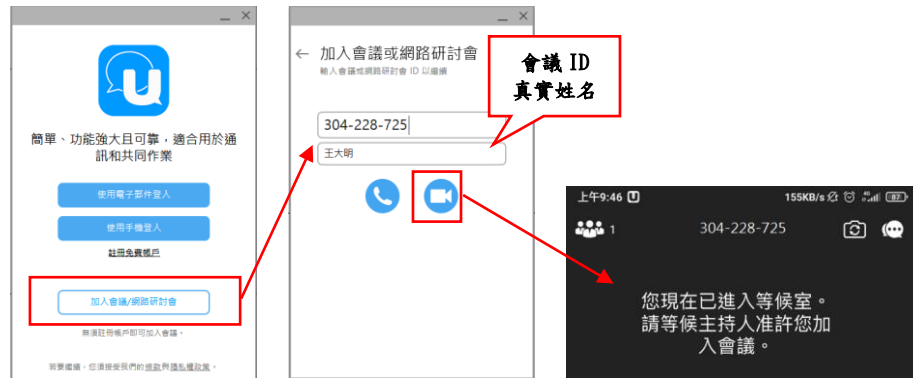 簡單、功能強大且可靠,適合用於通
訊和共同作業
使用電子郵件登入
使用手機登入
註冊免費帳戶
加入會議/網路研討會
無須註冊帳戶即可加入會議。
若要繼續,您須接受我們的條款與隱私權政策。
← 加入會議或網路研討會
輸入會議或網路研討會 ID 以繼續
304-228-725
王大明
會議 ID
真實姓名
上午9:46 155KB/s 4G 87
1 304-228-725
您現在已進入等候室。
請等候主持人准許您加
入會議。